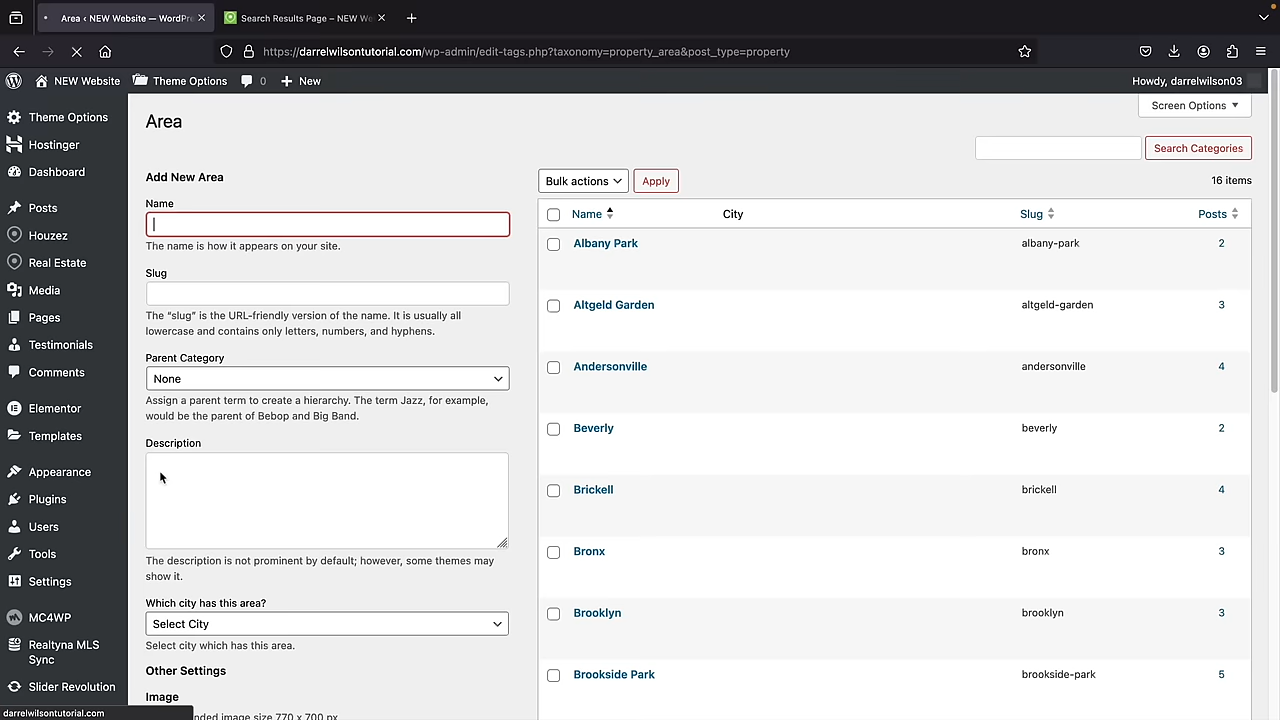 Area ‹ NEW Website — WordPre
Search Results Page – NEW We
https://darrelwilsontutorial.com/wp-admin/edit-tags.php?taxonomy=property_area&post_type=property
NEW Website
Theme Options
0
New
Howdy, darrelwilson03
Screen Options
Theme Options
Hostinger
Dashboard
Posts
Houzez
Real Estate
Media
Pages
Testimonials
Comments
Elementor
Templates
Appearance
Plugins
Users
Tools
Settings
MC4WP
Realtyna MLS
Sync
Slider Revolution
darrelwilsontutorial.com
Area
Search Categories
Add New Area
Name
The name is how it appears on your site.
Slug
The “slug” is the URL-friendly version of the name. It is usually all
lowercase and contains only letters, numbers, and hyphens.
Parent Category
None
Assign a parent term to create a hierarchy. The term Jazz, for example,
would be the parent of Bebop and Big Band.
Description
The description is not prominent by default; however, some themes may
show it.
Which city has this area?
Select City
Select city which has this area.
Other Settings
Image
nded image size 770 x 700 px
Bulk actions
Apply
16 items
Name City Slug Posts
Albany Park albany-park 2
Altgeld Garden altgeld-garden 3
Andersonville andersonville 4
Beverly beverly 2
Brickell brickell 4
Bronx bronx 3
Brooklyn brooklyn 3
Brookside Park brookside-park 5